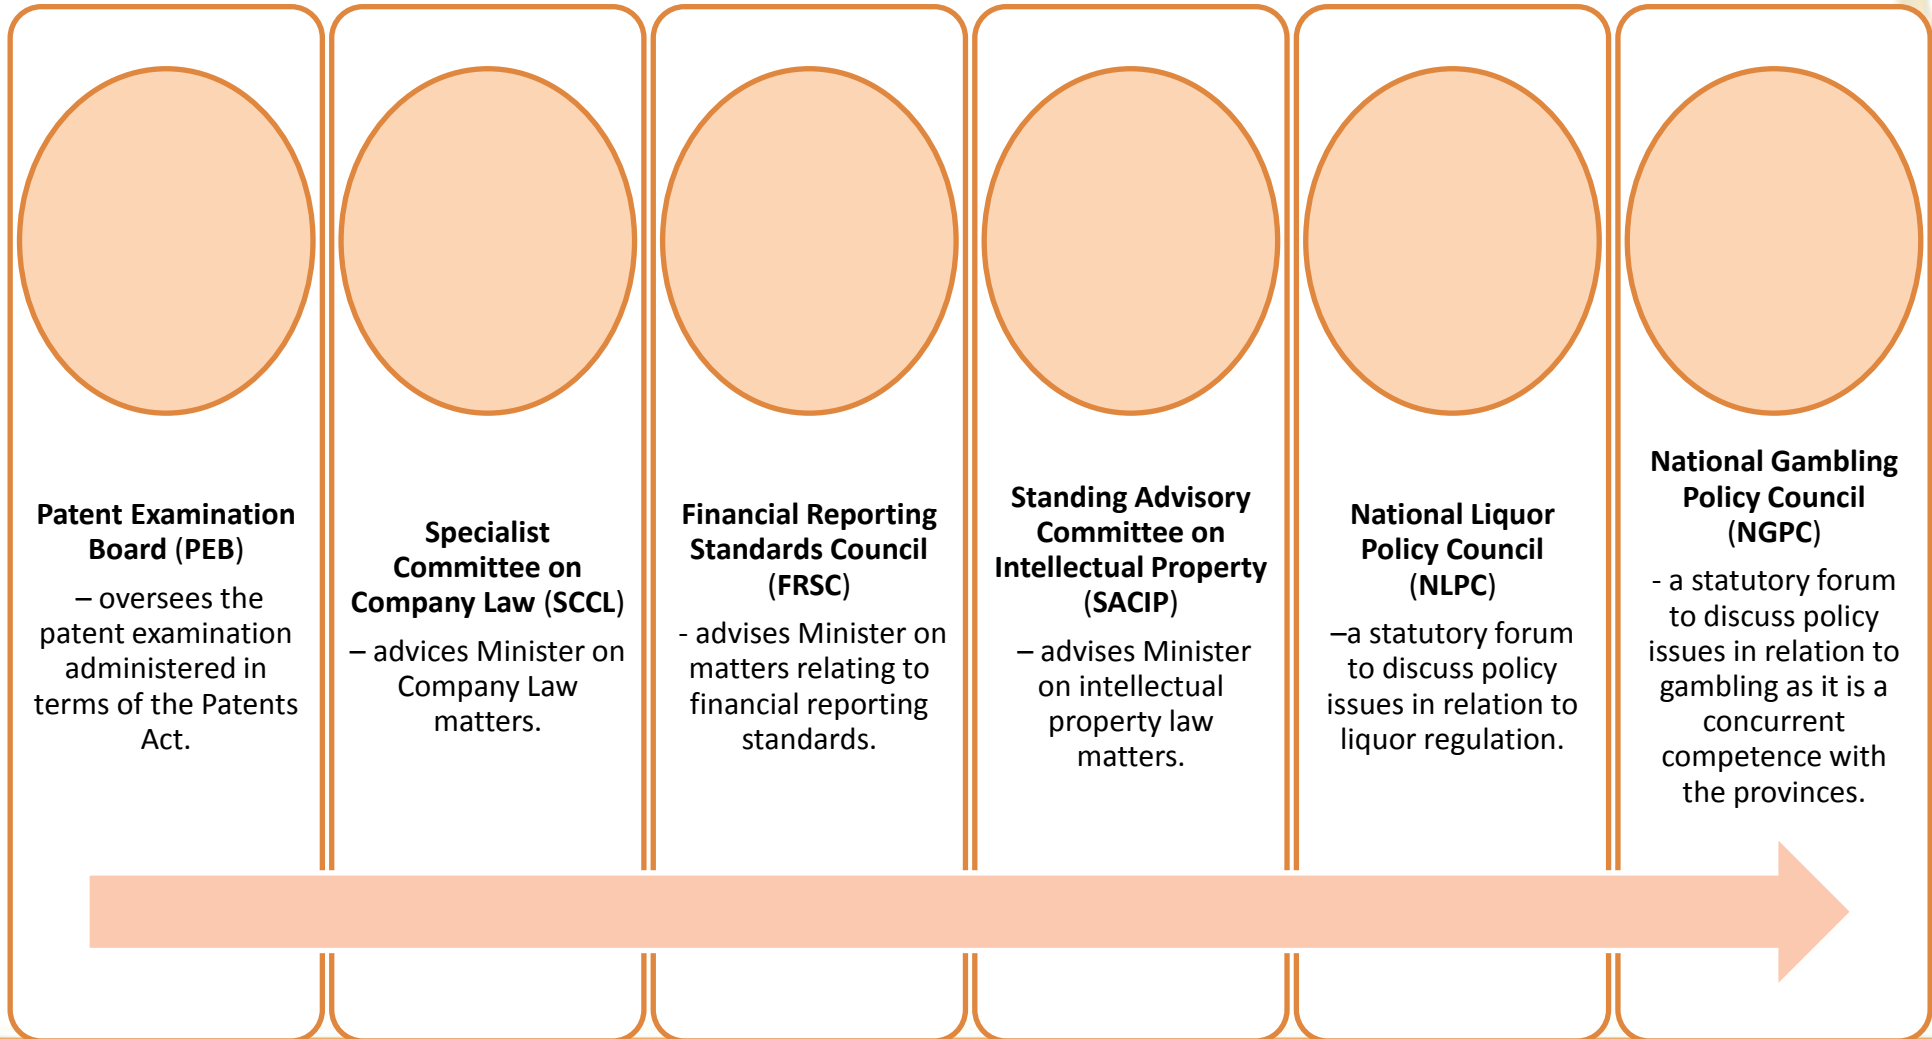 Patent Examination
Board (PEB)
– oversees the
patent examination
administered in
terms of the Patents
Act.
Specialist
Committee on
Company Law (SCCL)
– advices Minister on
Company Law
matters.
Financial Reporting
Standards Council
(FRSC)
- advises Minister on
matters relating to
financial reporting
standards.
Standing Advisory
Committee on
Intellectual Property
(SACIP)
– advises Minister
on intellectual
property law
matters.
National Liquor
Policy Council
(NLPC)
–a statutory forum
to discuss policy
issues in relation to
liquor regulation.
National Gambling
Policy Council
(NGPC)
- a statutory forum
to discuss policy
issues in relation to
gambling as it is a
concurrent
competence with
the provinces.